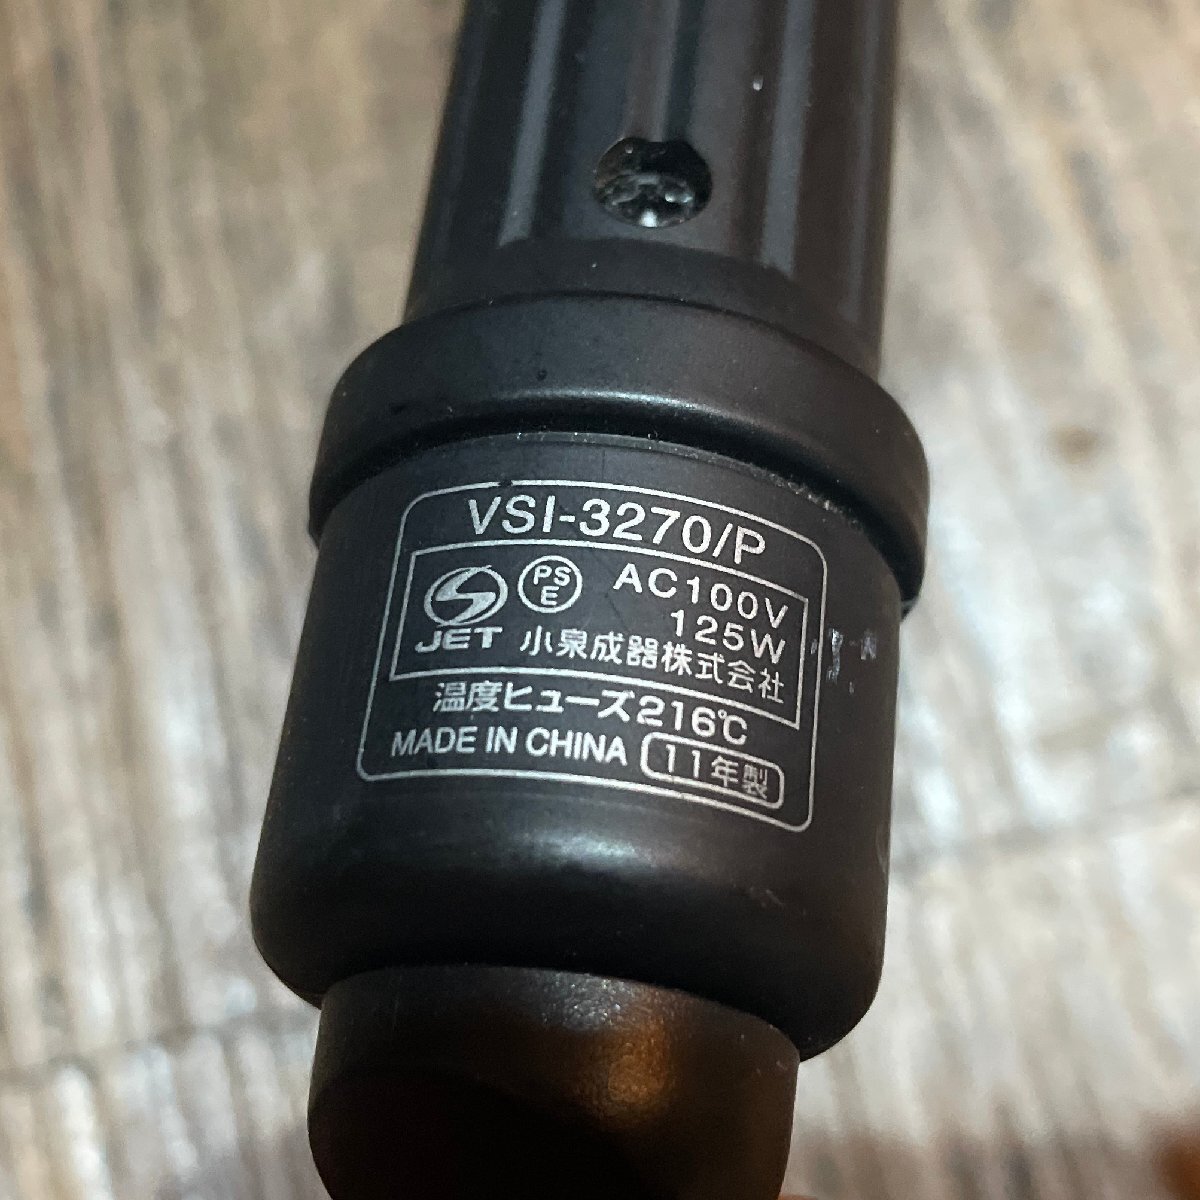 VSI-3270/P
PS
E
AC100V
125W
JET 小泉成器株式会社
温度ヒューズ216℃
MADE IN CHINA 11年製